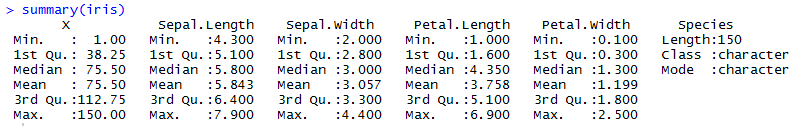 > summary(iris)
X Sepal.Length Sepal.Width Petal.Length Petal.Width Species
Min. : 1.00 Min. :4.300 Min. :2.000 Min. :1.000 Min. :0.100 Length:150
1st Qu.: 38.25 1st Qu.:5.100 1st Qu.:2.800 1st Qu.:1.600 1st Qu.:0.300 Class :character
Median : 75.50 Median :5.800 Median :3.000 Median :4.350 Median :1.300 Mode :character
Mean : 75.50 Mean :5.843 Mean :3.057 Mean :3.758 Mean :1.199
3rd Qu.:112.75 3rd Qu.:6.400 3rd Qu.:3.300 3rd Qu.:5.100 3rd Qu.:1.800
Max. :150.00 Max. :7.900 Max. :4.400 Max. :6.900 Max. :2.500